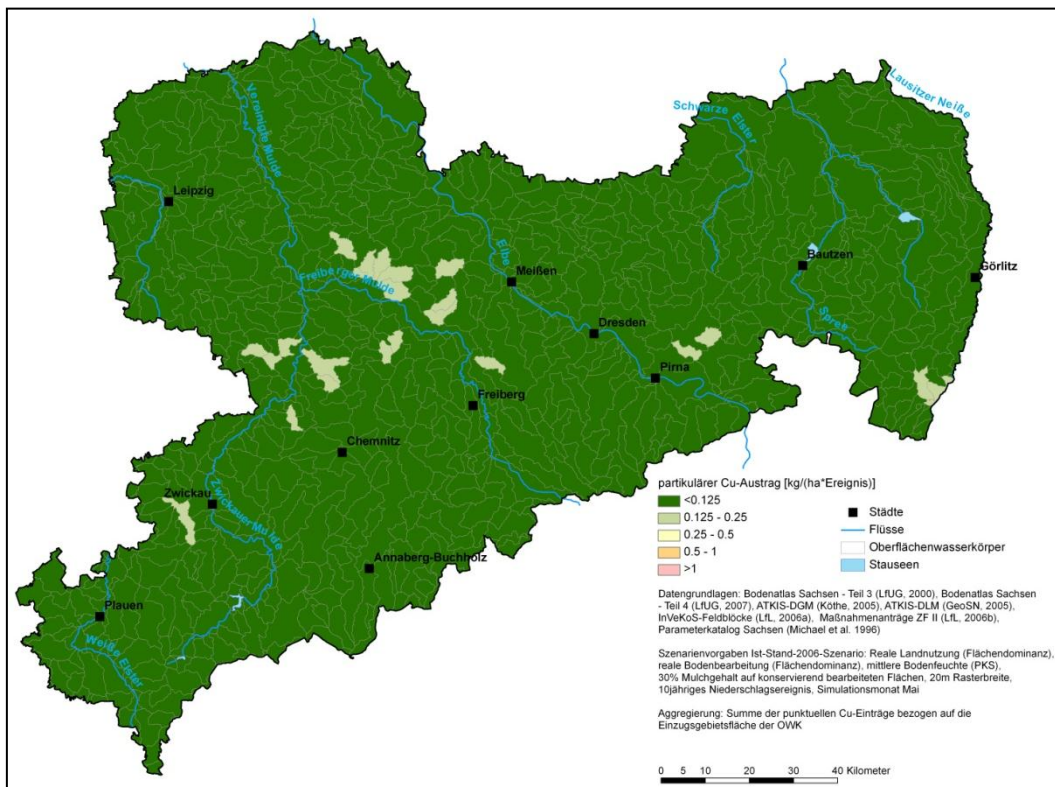 Lausitzer Neiße
Schwarze Elster
Vereinigte Mulde
Leipzig
Elbe
Bautzen
Görlitz
Meißen
Freiberger Mulde
Dresden
Spree
Pirna
Freiberg
Chemnitz
Zwickau
Zwickauer Mulde
Annaberg-Buchholz
Plauen
Weiße Elster
partikulärer Cu-Austrag [kg/(ha*Ereignis)]
<0.125
0.125 - 0.25
0.25 - 0.5
0.5 - 1
>1
Städte
Flüsse
Oberflächenwasserkörper
Stauseen
Datengrundlagen: Bodenatlas Sachsen - Teil 3 (LfUG, 2000), Bodenatlas Sachsen
- Teil 4 (LfUG, 2007), ATKIS-DGM (Köthe, 2005), ATKIS-DLM (GeoSN, 2005),
InVeKoS-Feldblöcke (LfL, 2006a), Maßnahmenanträge ZF II (LfL, 2006b),
Parameterkatalog Sachsen (Michael et al. 1996)
Szenarienvorgaben Ist-Stand-2006-Szenario: Reale Landnutzung (Flächendominanz),
reale Bodenbearbeitung (Flächendominanz), mittlere Bodenfeuchte (PKS),
30% Mulchgehalt auf konservierend bearbeiteten Flächen, 20m Rasterbreite,
10jähriges Niederschlagsereignis, Simulationsmonat Mai
Aggregierung: Summe der punktuellen Cu-Einträge bezogen auf die
Einzugsgebietsfläche der OWK
0 5 10 20 30 40 Kilometer